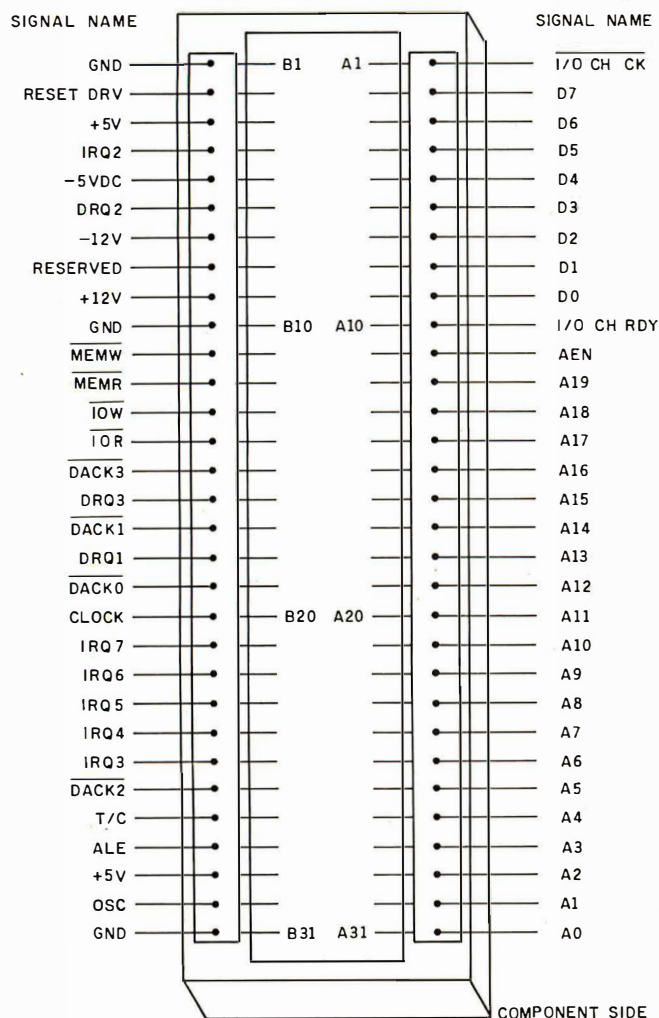 SIGNAL NAME SIGNAL NAME
GND B1 A1 I/O CH CK
RESET DRV D7
+5V D6
IRQ2 D5
-5VDC D4
DRQ2 D3
-12V D2
RESERVED D1
+12V D0
GND B10 A10 I/O CH RDY
MEMW AEN
MEMR A19
IOW A18
IOR A17
DACK3 A16
DRQ3 A15
DACK1 A14
DRQ1 A13
DACK0 A12
CLOCK B20 A20 A11
IRQ7 A10
IRQ6 A9
IRQ5 A8
IRQ4 A7
IRQ3 A6
DACK2 A5
T/C A4
ALE A3
+5V A2
OSC A1
GND B31 A31 A0
COMPONENT SIDE